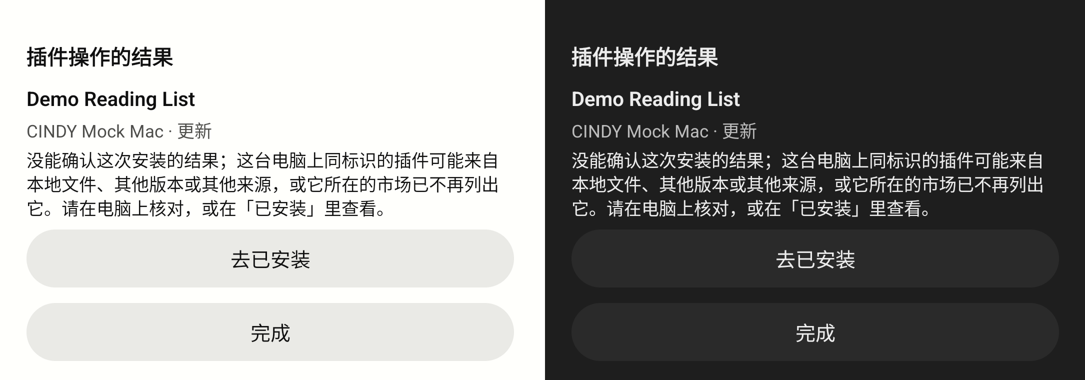 插件操作的结果
Demo Reading List
CINDY Mock Mac · 更新
没能确认这次安装的结果；这台电脑上同标识的插件可能来自
本地文件、其他版本或其他来源，或它所在的市场已不再列出
它。请在电脑上核对，或在「已安装」里查看。
去已安装
完成
插件操作的结果
Demo Reading List
CINDY Mock Mac · 更新
没能确认这次安装的结果；这台电脑上同标识的插件可能来自
本地文件、其他版本或其他来源，或它所在的市场已不再列出
它。请在电脑上核对，或在「已安装」里查看。
去已安装
完成